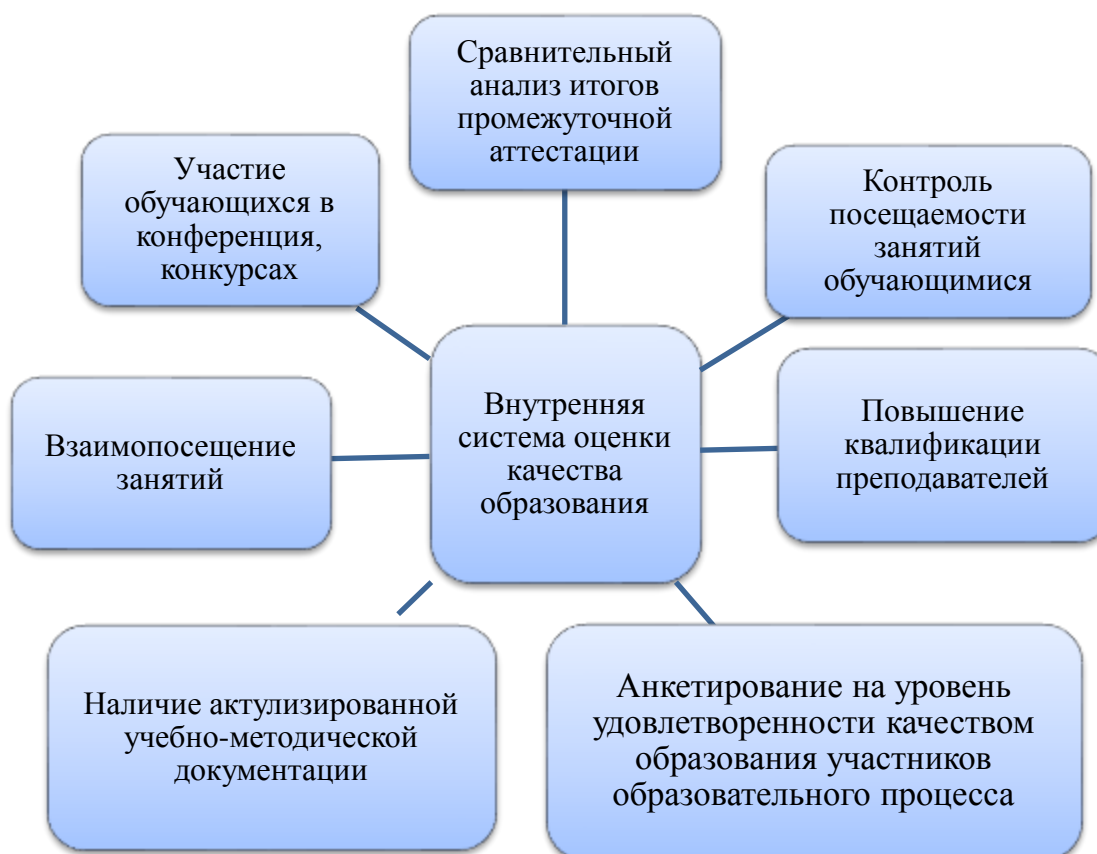 Сравнительный
анализ итогов
промежуточной
аттестации
Участие
обучающихся в
конференция,
конкурсах
Контроль
посещаемости
занятий
обучающимися
Внутренняя
система оценки
качества
образования
Взаимопосещение
занятий
Повышение
квалификации
преподавателей
Наличие актулизированной
учебно-методической
документации
Анкетирование на уровень
удовлетворенности качеством
образования участников
образовательного процесса